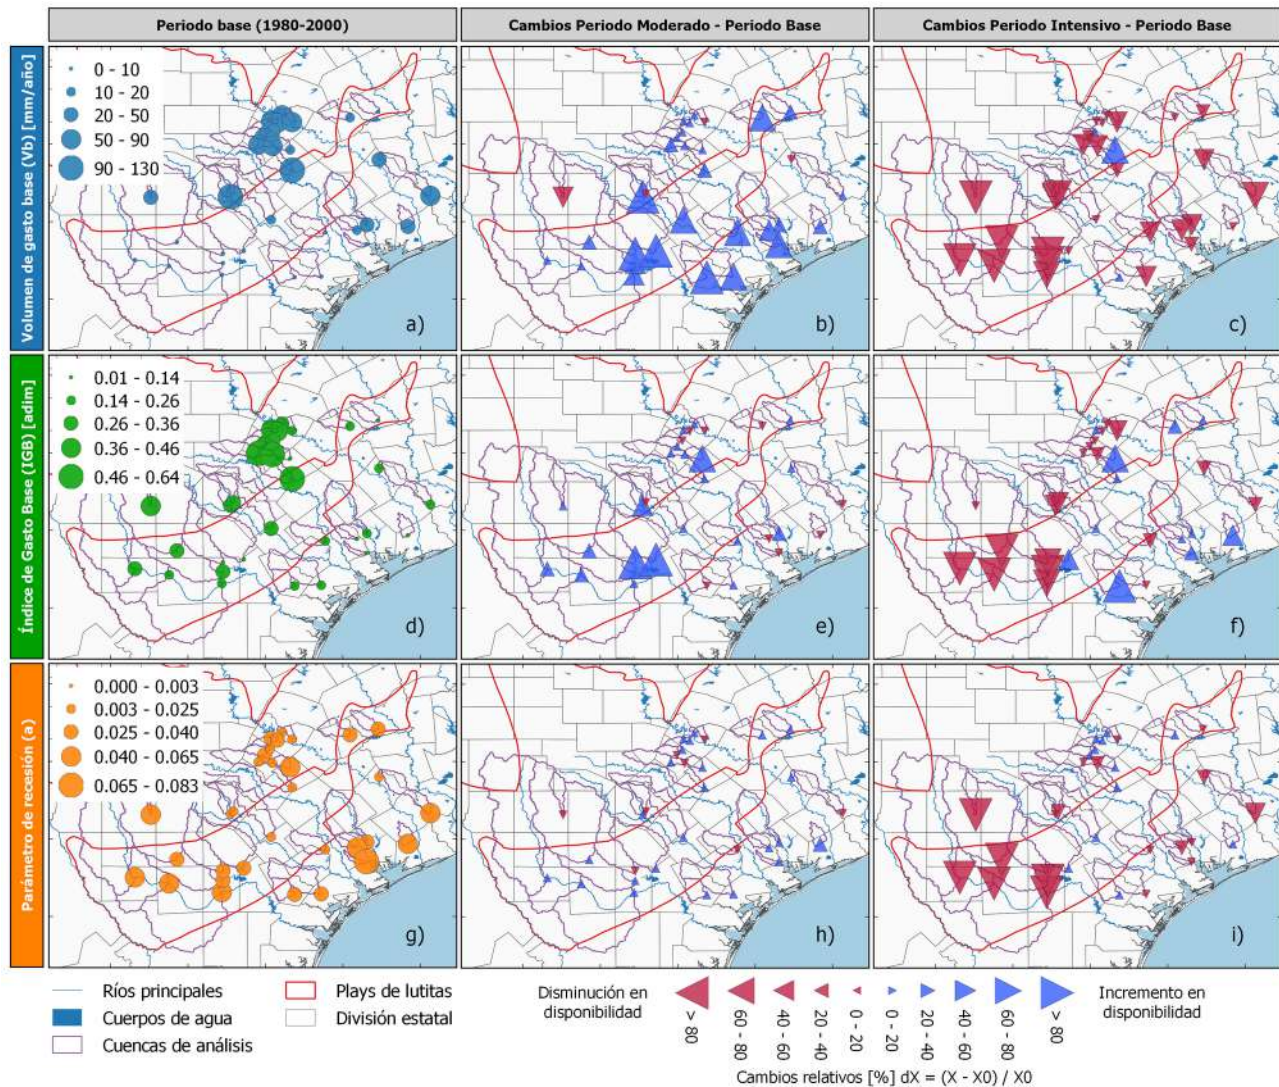 Periodo base (1980-2000)
Cambios Periodo Moderado - Periodo Base
Cambios Periodo Intensivo - Periodo Base
Volumen de gasto base (Vb) [mm/año]
0 - 10
10 - 20
20 - 50
50 - 90
90 - 130
a)
b)
c)
Índice de Gasto Base (IGB) [adim]
0.01 - 0.14
0.14 - 0.26
0.26 - 0.36
0.36 - 0.46
0.46 - 0.64
d)
e)
f)
Parámetro de recesión (a)
0.000 - 0.003
0.003 - 0.025
0.025 - 0.040
0.040 - 0.065
0.065 - 0.083
g)
h)
i)
Ríos principales
Cuerpos de agua
Cuencas de análisis
Plays de lutitas
División estatal
Disminución en
disponibilidad
> 80
60 - 80
40 - 60
20 - 40
0 - 20
0 - 20
20 - 40
40 - 60
60 - 80
> 80
Incremento en
disponibilidad
Cambios relativos [%] dX = (X - X0) / X0